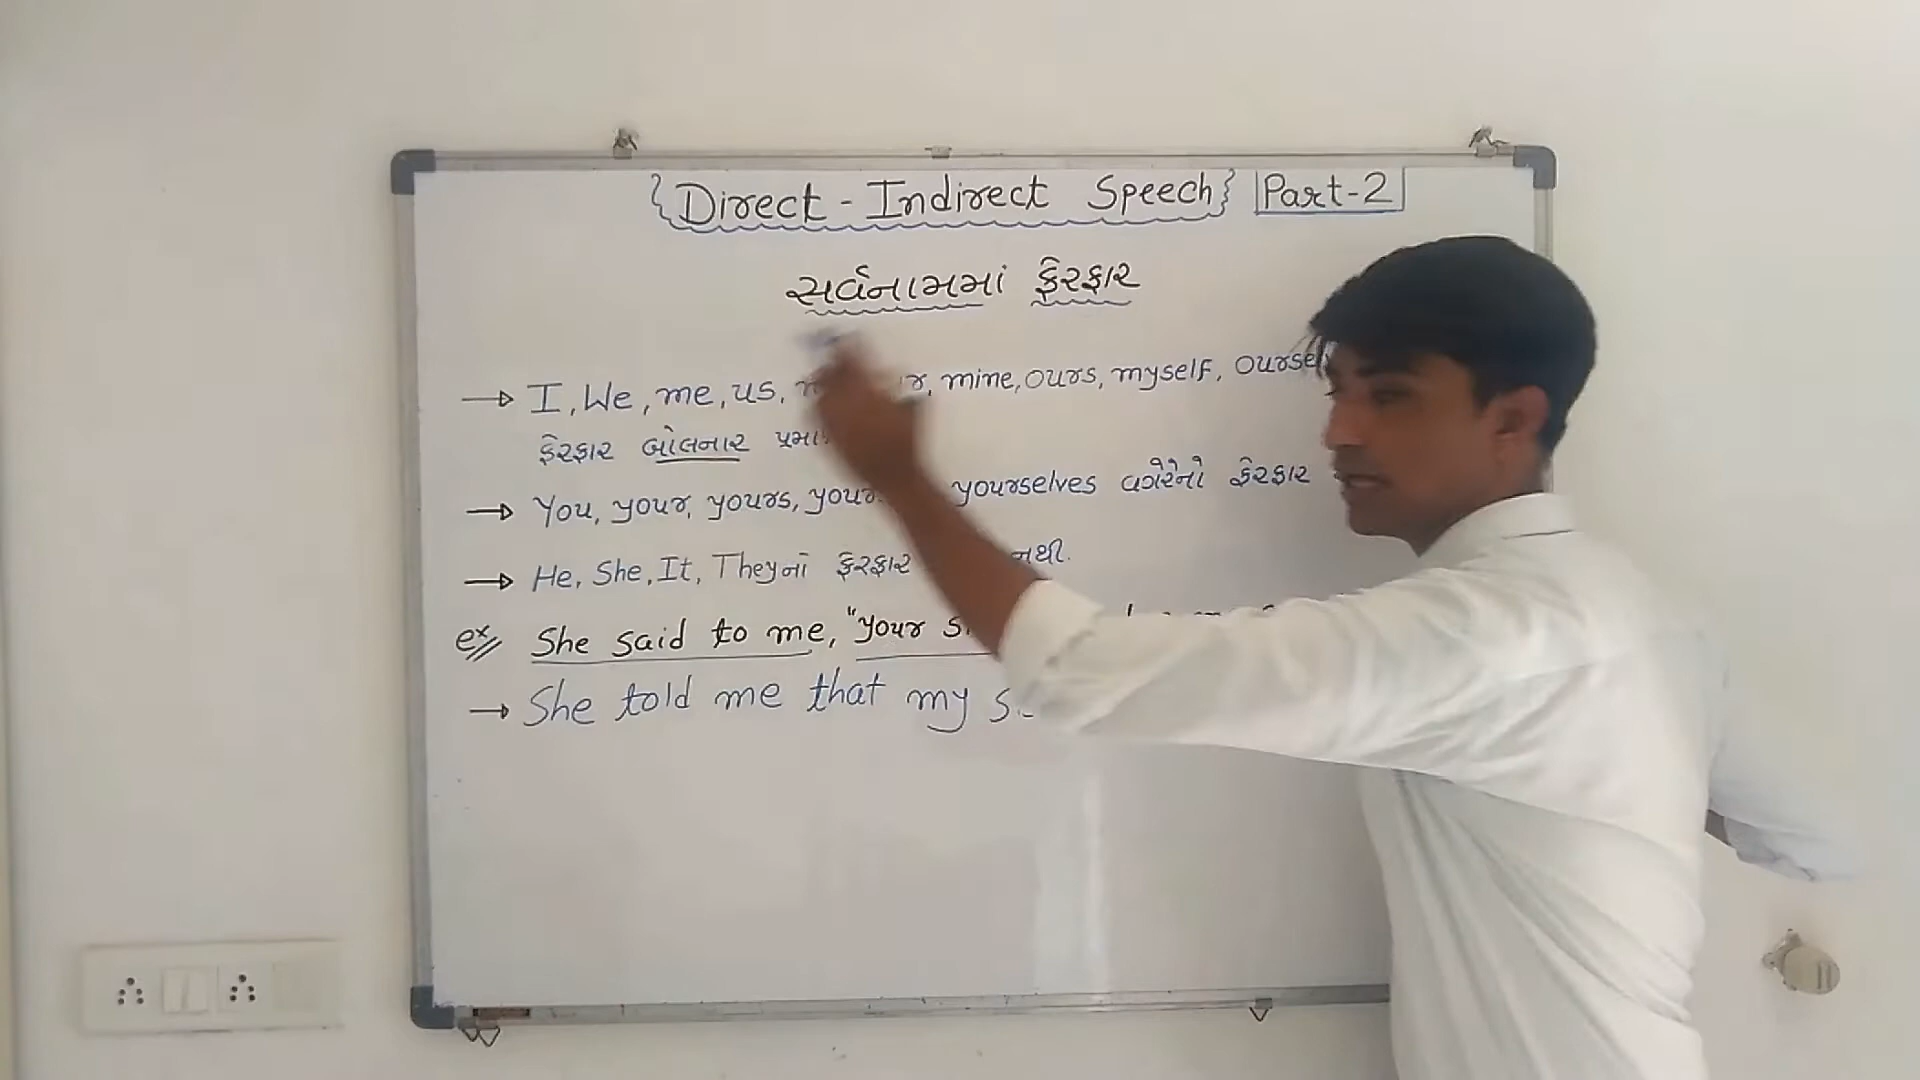 Direct - Indirect Speech Part-2
સર્વનામમાં ફેરફાર
→ I, We, me, us, mine, ours, myself,
ફેરફાર બોલનાર
→ You, your, yours, yourselves વગેરેનો ફેરફાર
→ He, She, It, Theyનો ફેરફાર નથી.
ex She said to me, "your
→ She told me that my